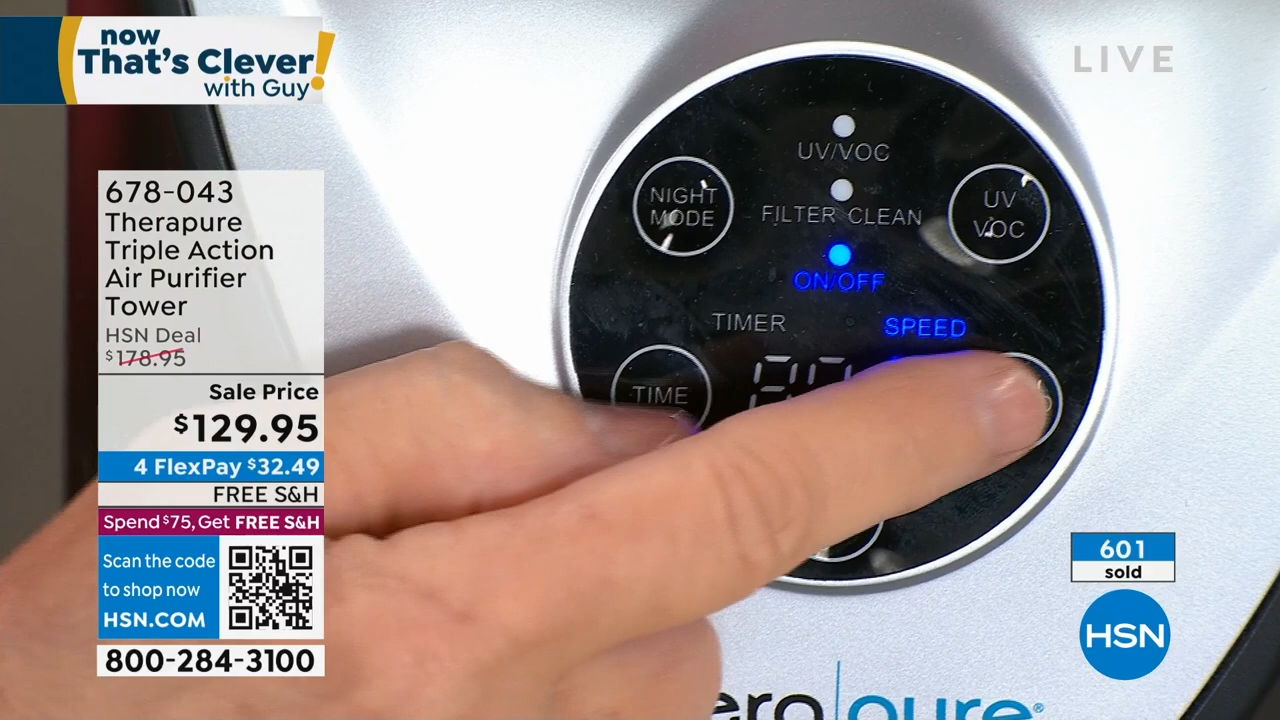 now
That's Clever!
with Guy
LIVE
678-043
Therapure
Triple Action
Air Purifier
Tower
HSN Deal
$178.95
Sale Price
$129.95
4 FlexPay $32.49
FREE S&H
Spend $75, Get FREE S&H
Scan the code
to shop now
HSN.COM
800-284-3100
UV/VOC
NIGHT
MODE
FILTER CLEAN
UV
VOC
ON/OFF
TIMER
SPEED
TIME
601
sold
HSN
pure®